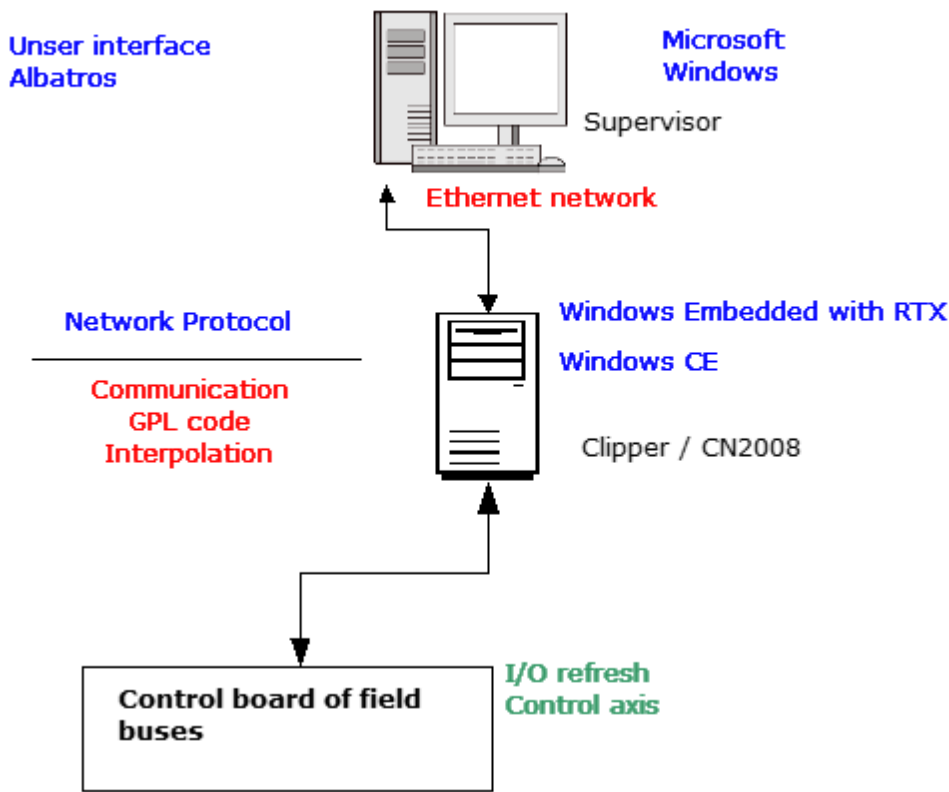 Unser interface
Albatros
Microsoft
Windows
Supervisor
Ethernet network
Network Protocol
Communication
GPL code
Interpolation
Windows Embedded with RTX
Windows CE
Clipper / CN2008
Control board of field
buses
I/O refresh
Control axis